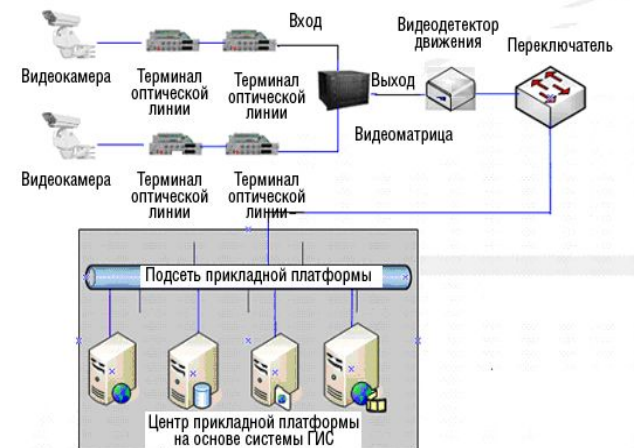 Вход
Видеодетектор
движения
Переключатель
Видеокамера
Терминал
оптической
линии
Терминал
оптической
линии
Выход
Видеоматрица
Видеокамера
Терминал
оптической
линии
Терминал
оптической
линии
Подсеть прикладной платформы
Центр прикладной платформы
на основе системы ГИС